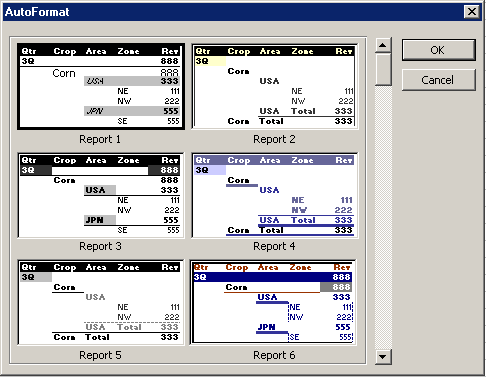 AutoFormat
Qtr Crop Area Zone Rev
3Q 888
Corn 888
USA 333
NE 111
NW 222
JPN 555
SE 555
Report 1
Qtr Crop Area Zone Rev
3Q
Corn
USA
NE 111
NW 222
USA Total 333
Corn Total 333
Report 2
OK
Cancel
Qtr Crop Area Zone Rev
3Q 888
Corn 888
USA 333
NE 111
NW 222
JPN 555
SE 555
Report 3
Qtr Crop Area Zone Rev
3Q
Corn
USA
NE 111
NW 222
USA Total 333
Corn Total 333
Report 4
Qtr Crop Area Zone Rev
3Q
Corn
USA
NE 111
NW 222
USA Total 333
Corn Total 333
Report 5
Qtr Crop Area Zone Rev
3Q 888
Corn 888
USA 333
NE 111
NW 222
JPN 555
SE 555
Report 6